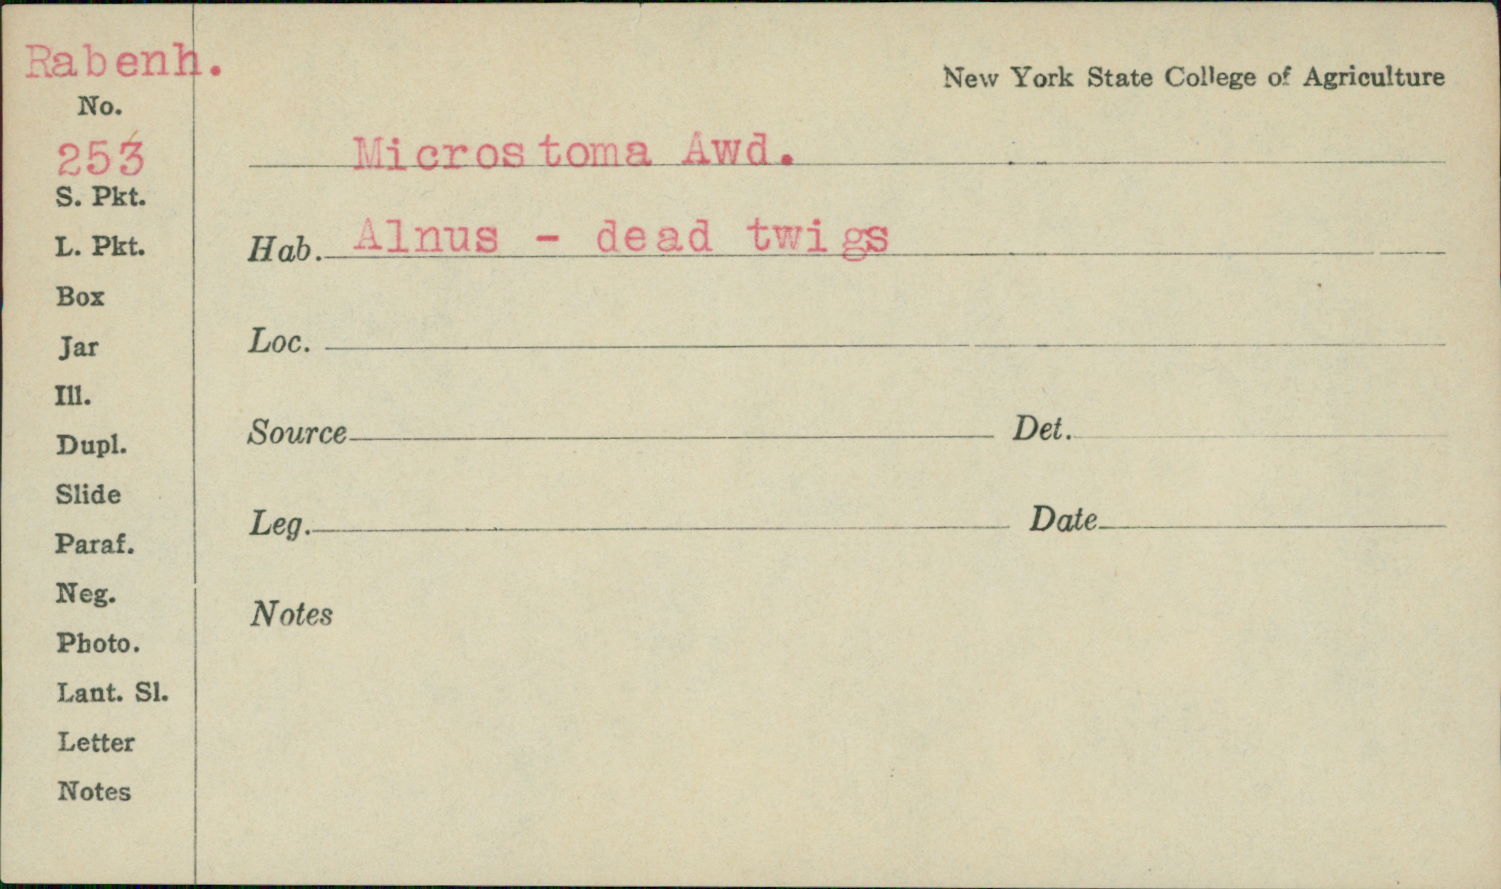 Rabenh.
New York State College of Agriculture
No.
253
Microstoma Awd.
S. Pkt.
L. Pkt.
Hab. Alnus - dead twigs
Box
Jar
Loc.
Ill.
Dupl.
Source Det.
Slide
Leg. Date
Paraf.
Neg.
Notes
Photo.
Lant. Sl.
Letter
Notes